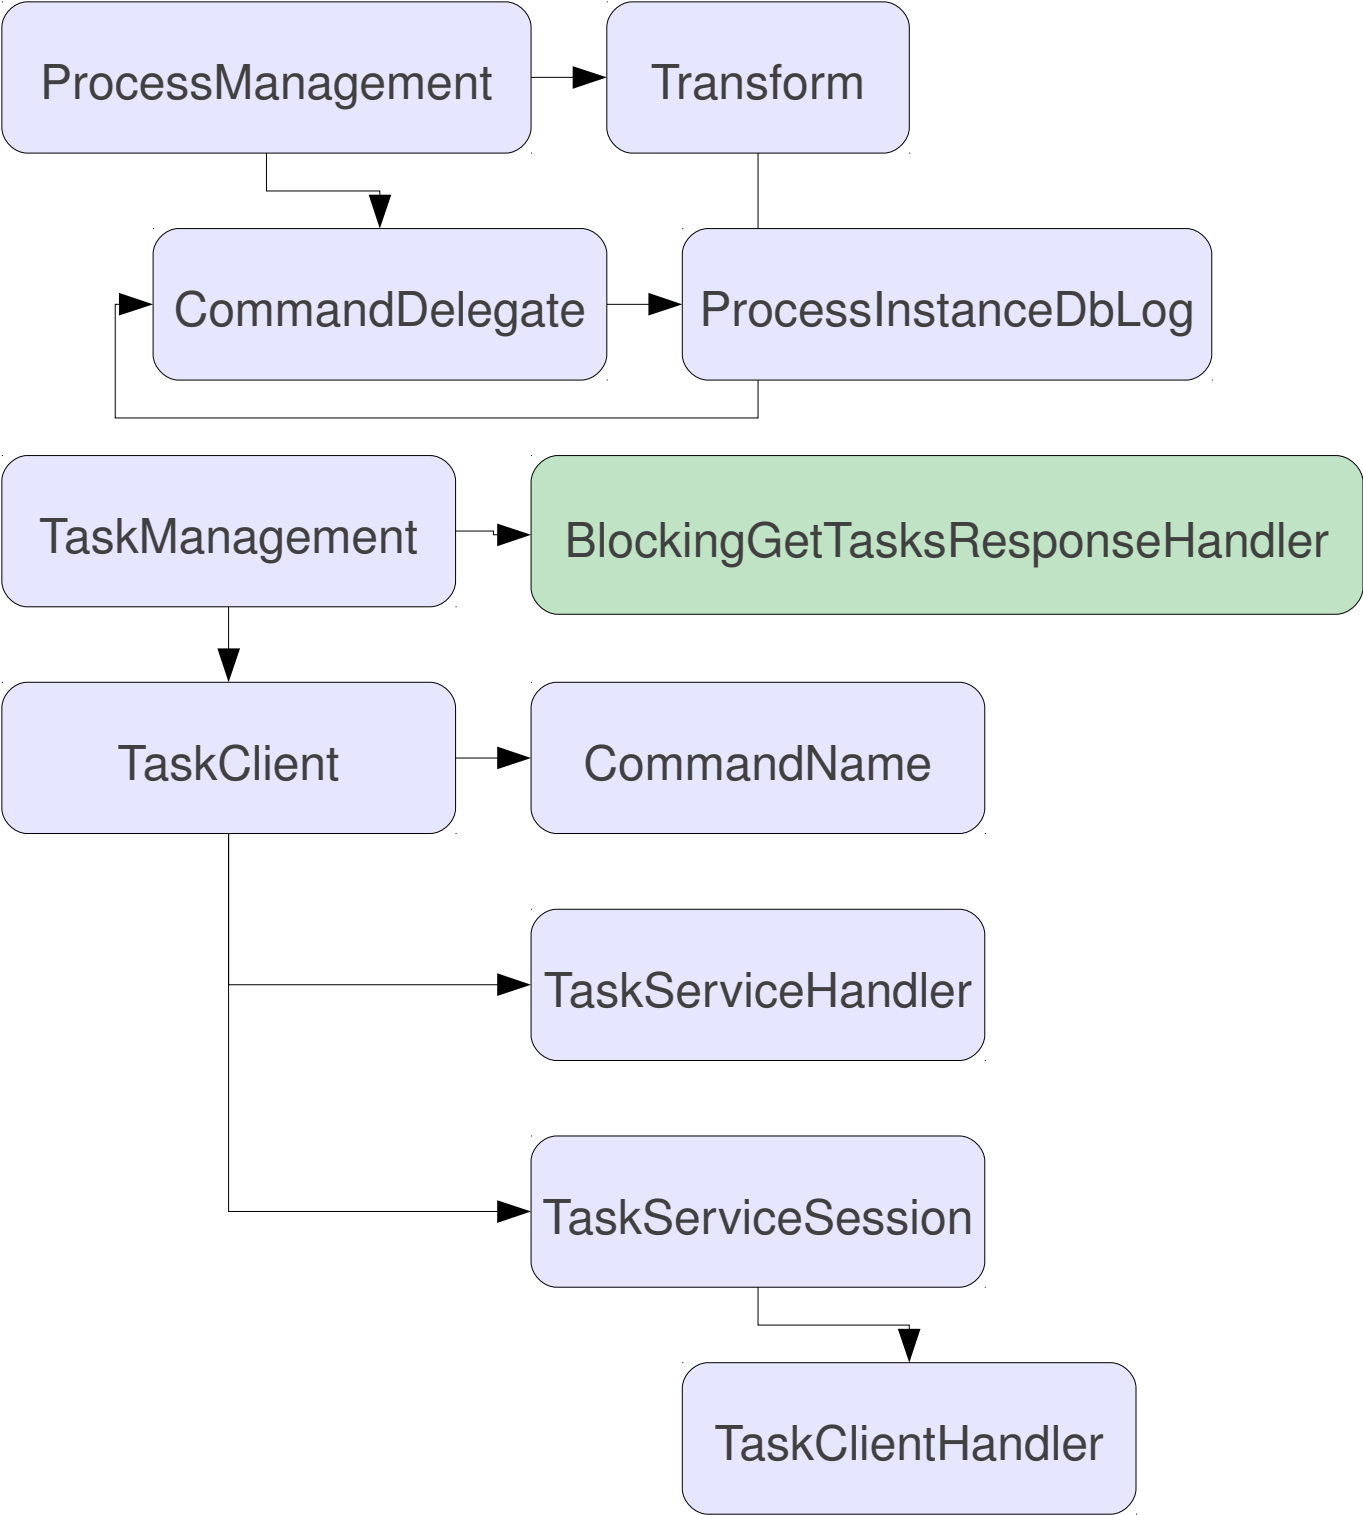 ProcessManagement
Transform
CommandDelegate
ProcessInstanceDbLog
TaskManagement
BlockingGetTasksResponseHandler
TaskClient
CommandName
TaskServiceHandler
TaskServiceSession
TaskClientHandler